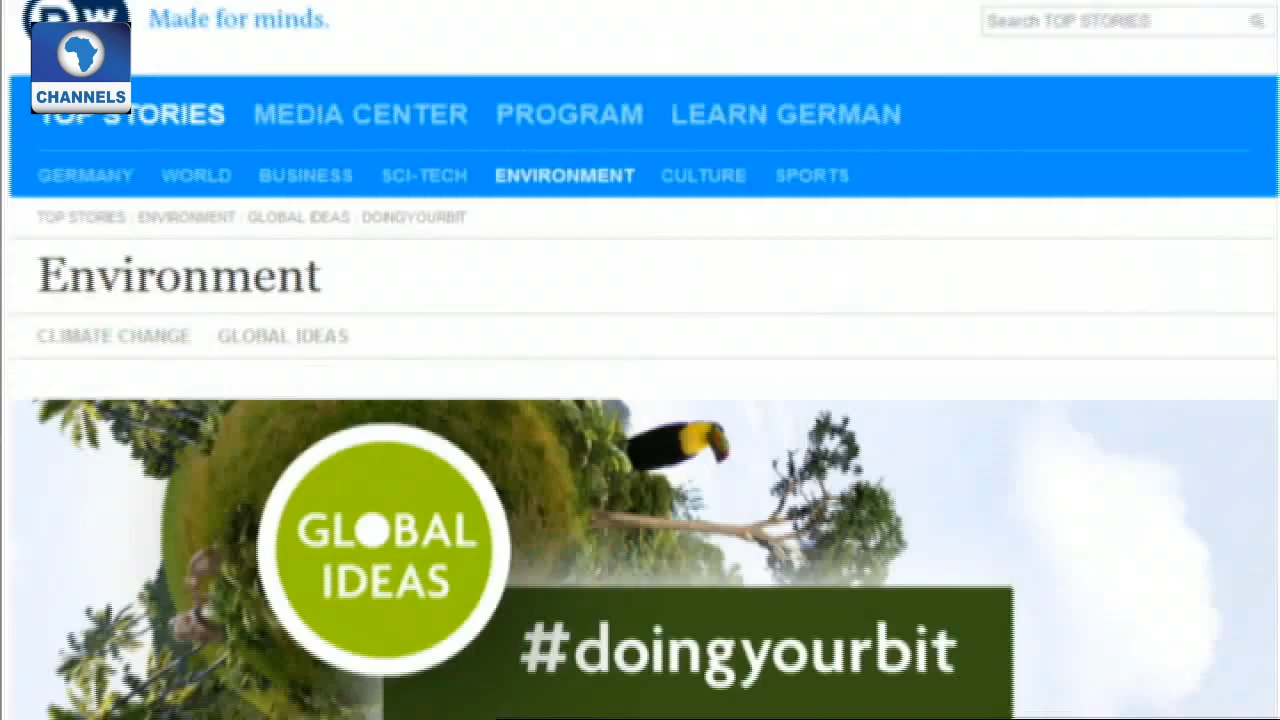 DW Made for minds.
Search TOP STORIES
CHANNELS
TOP STORIES MEDIA CENTER PROGRAM LEARN GERMAN
GERMANY WORLD BUSINESS SCI-TECH ENVIRONMENT CULTURE SPORTS
TOP STORIES / ENVIRONMENT / GLOBAL IDEAS / DOINGYOURBIT
Environment
CLIMATE CHANGE GLOBAL IDEAS
GLOBAL
IDEAS
#doingyourbit